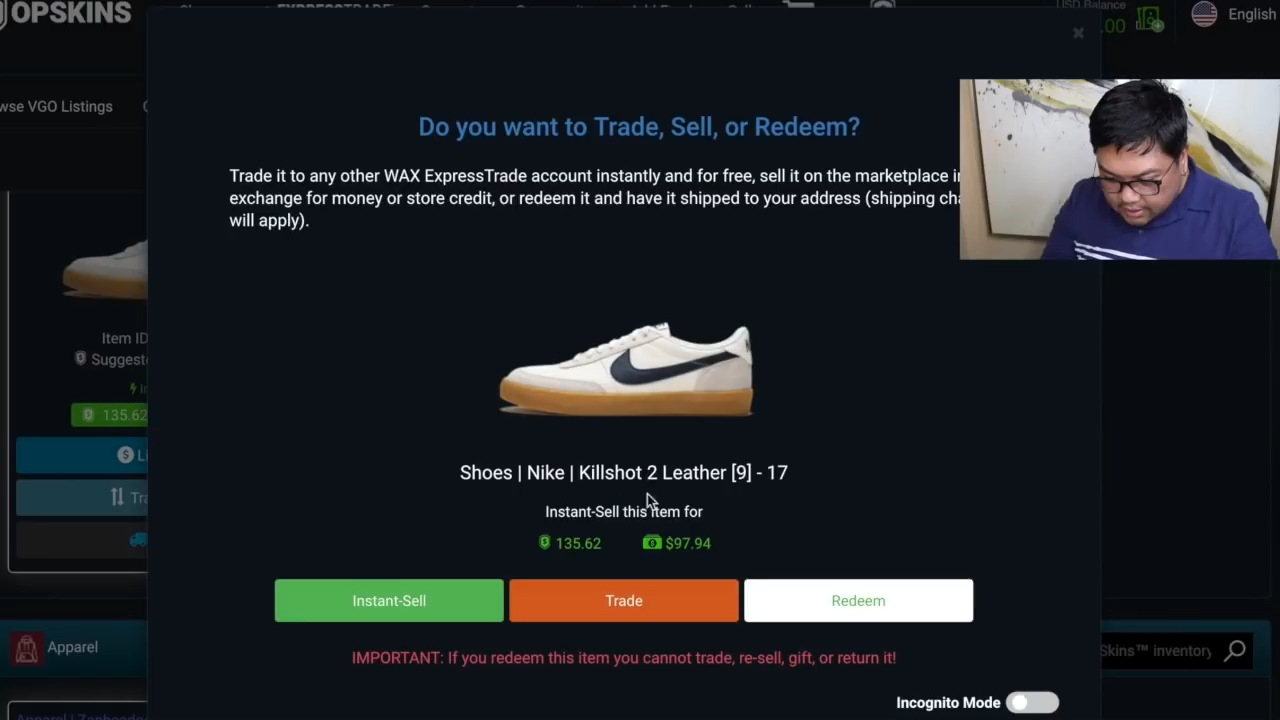 OPSKINS
EXPRESSTRADE
USD Balance
.00
English
wse VGO Listings
Do you want to Trade, Sell, or Redeem?
Trade it to any other WAX ExpressTrade account instantly and for free, sell it on the marketplace
exchange for money or store credit, or redeem it and have it shipped to your address (shipping
will apply).
Item ID
Suggeste
135.62
Shoes | Nike | Killshot 2 Leather [9] - 17
Instant-Sell this item for
135.62 $97.94
Instant-Sell Trade Redeem
IMPORTANT: If you redeem this item you cannot trade, re-sell, gift, or return it!
Apparel
Skins™ inventory
Incognito Mode